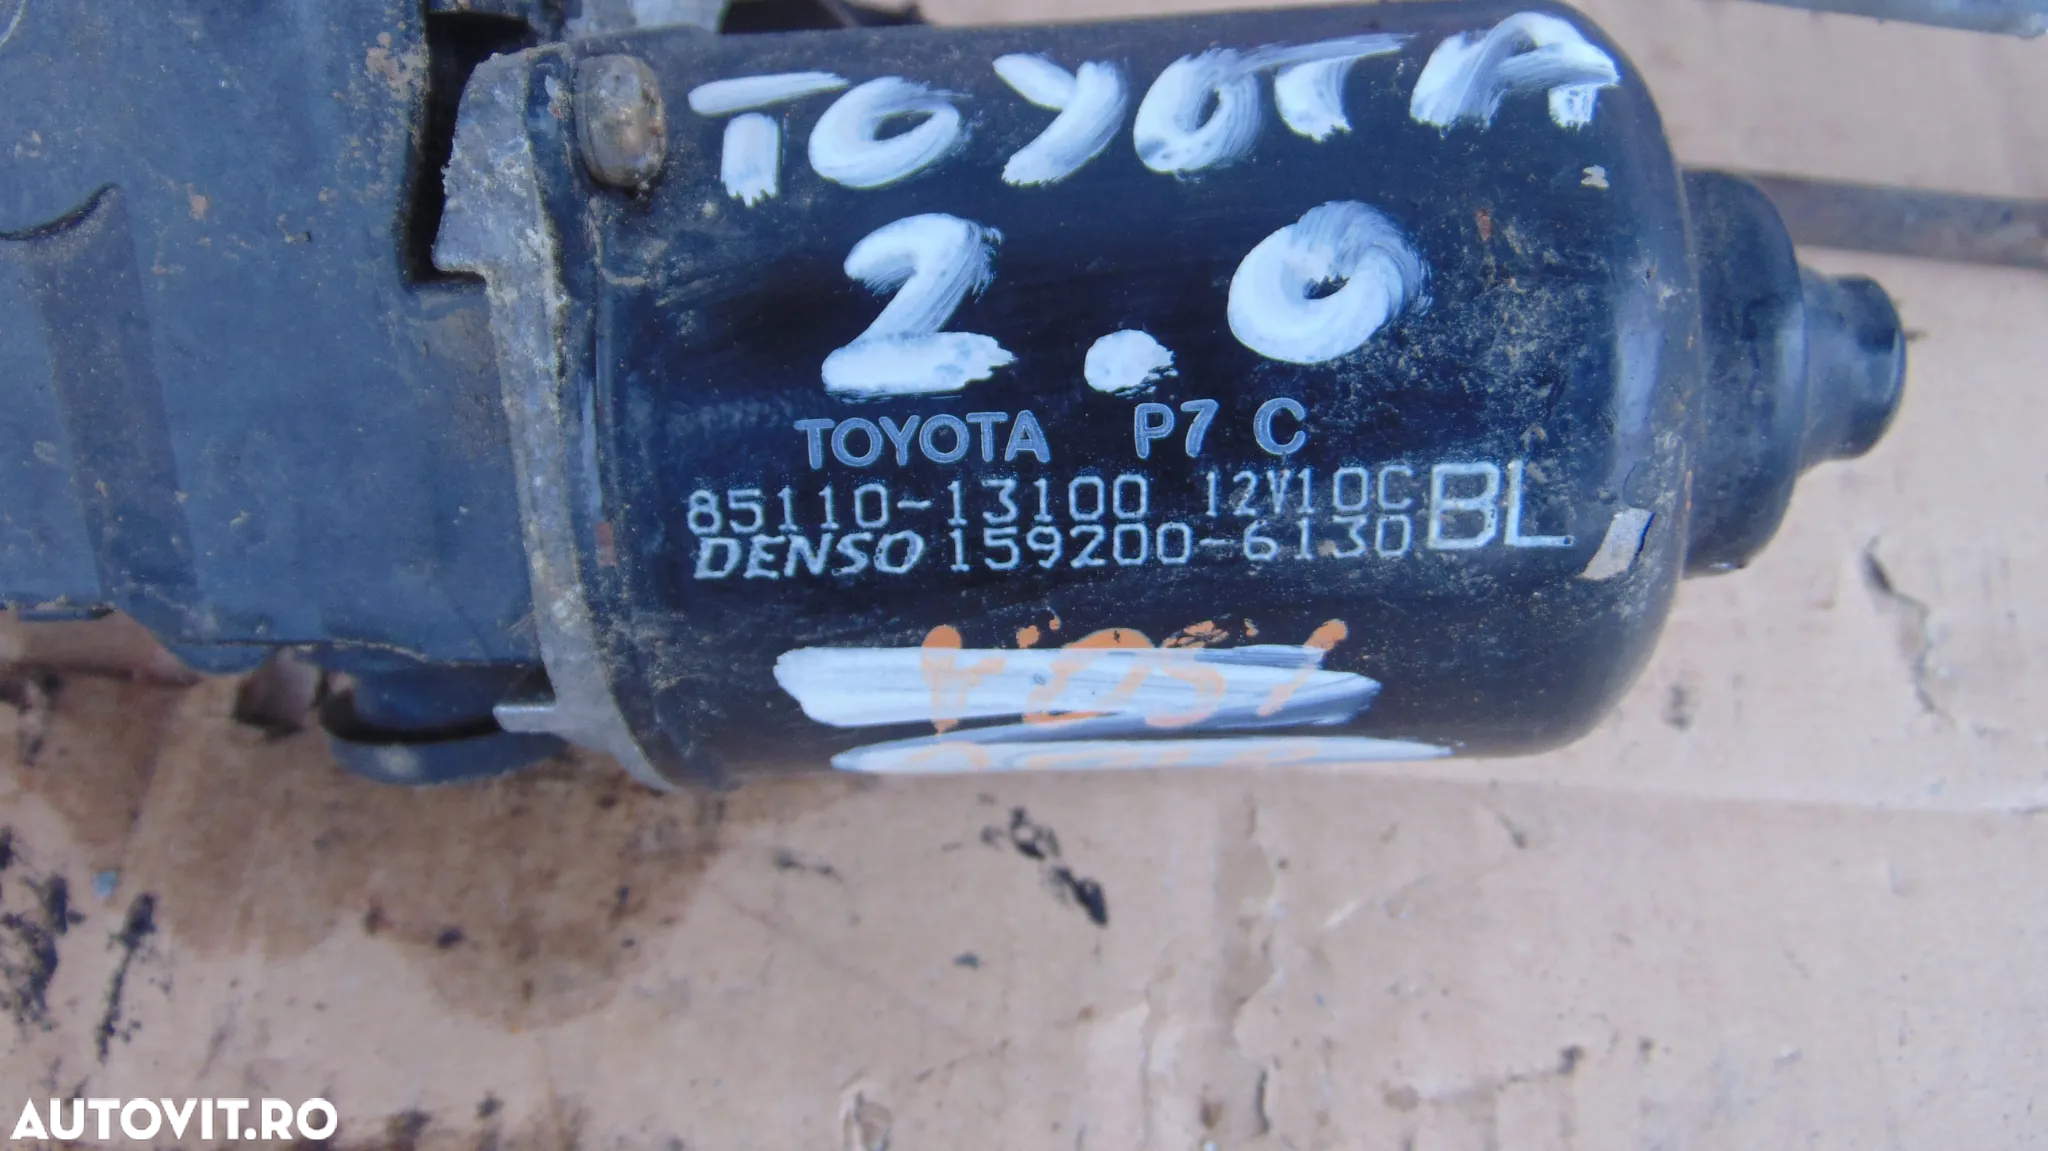 TOYOTA
2.0
TOYOTA P7 C
85110-13100 12V10C BL
DENSO 159200-6130
AUTOVIT.RO